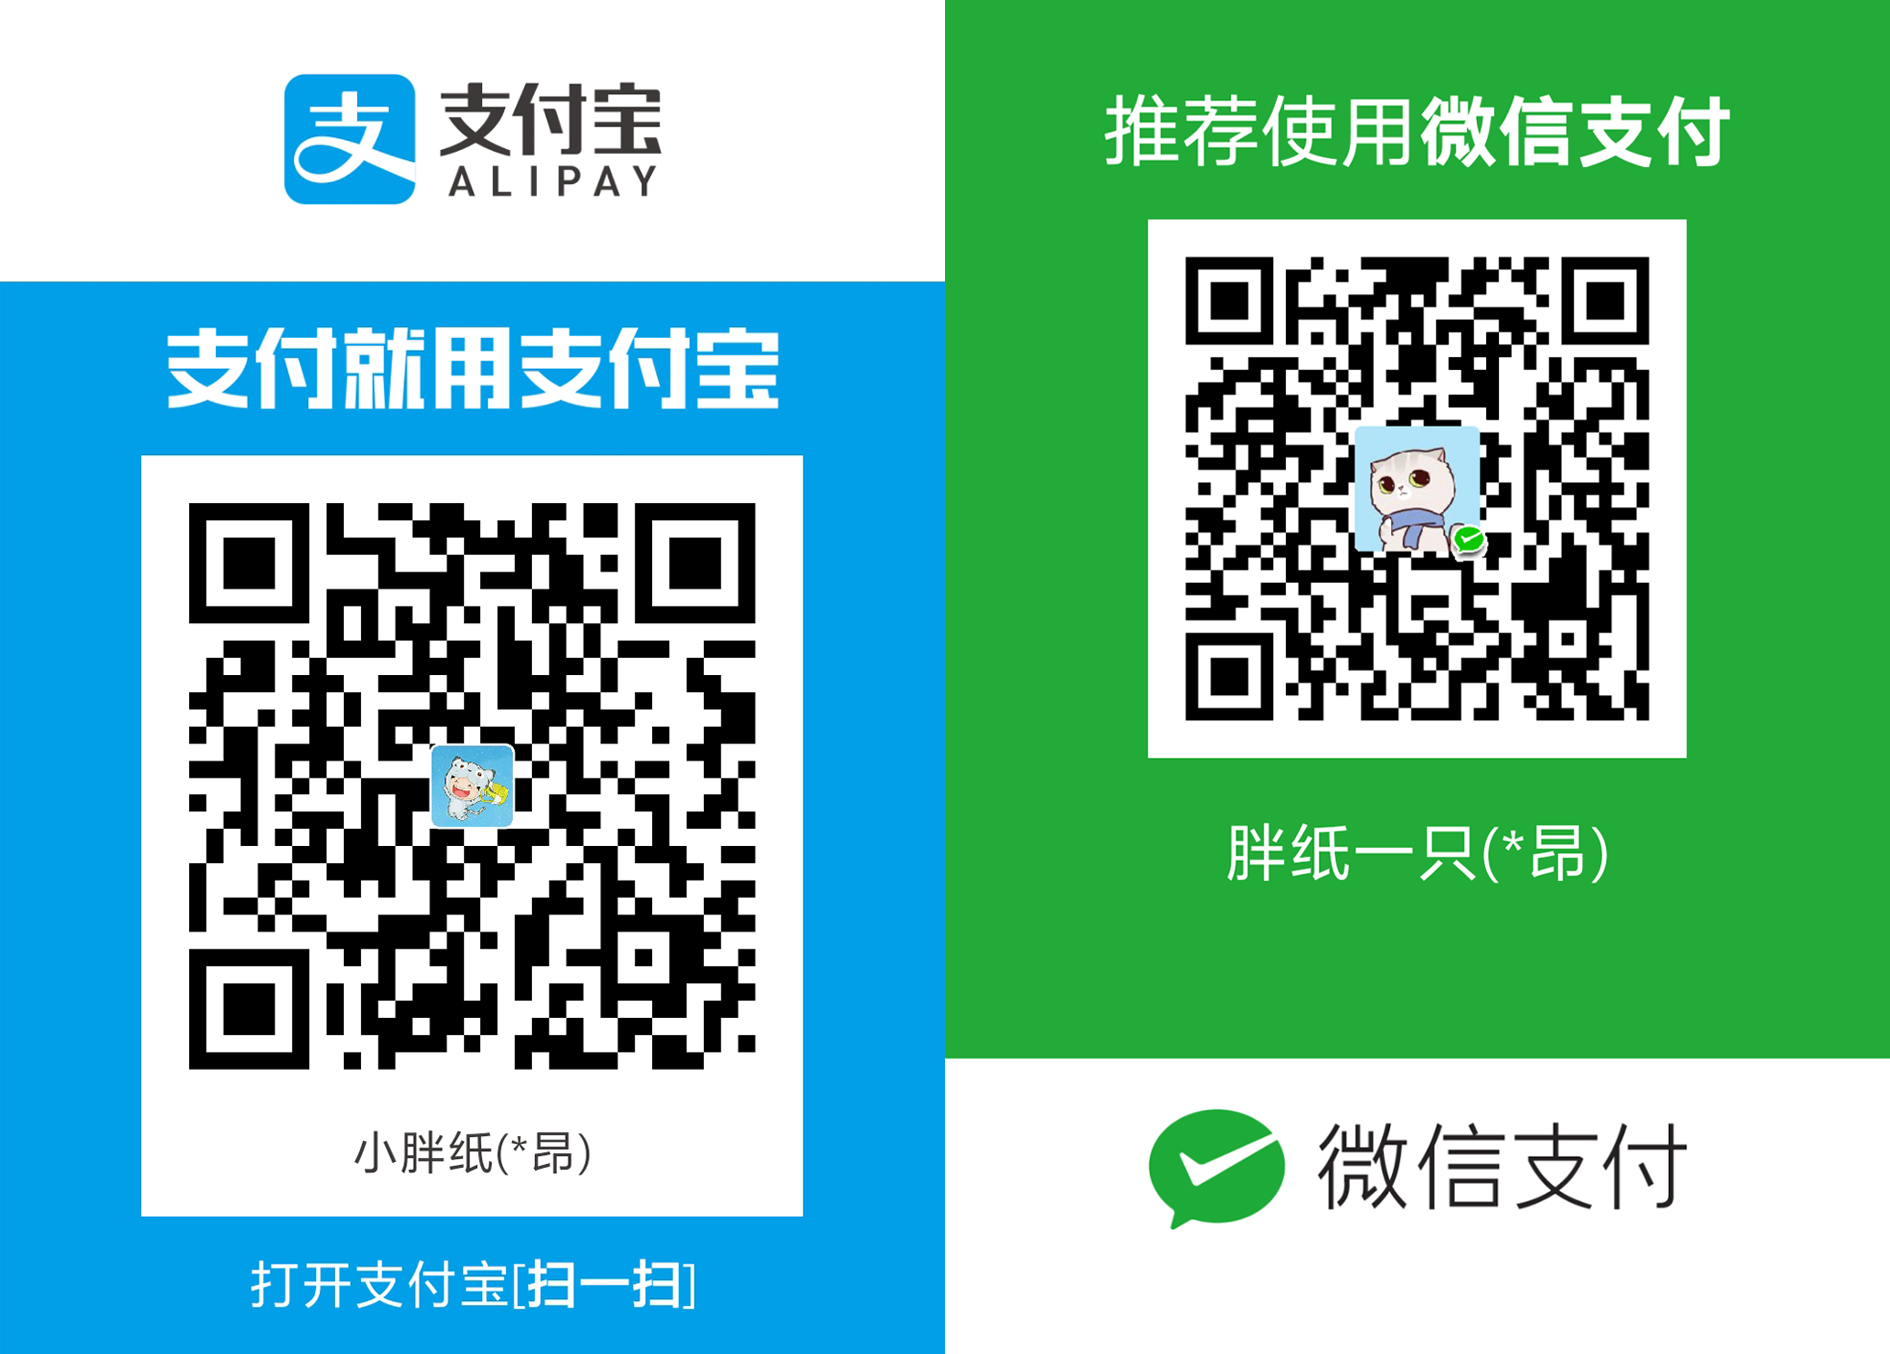 支付宝
ALIPAY
支付就用支付宝
小胖纸(*昂)
打开支付宝[扫一扫]
推荐使用微信支付
胖纸一只(*昂)
微信支付